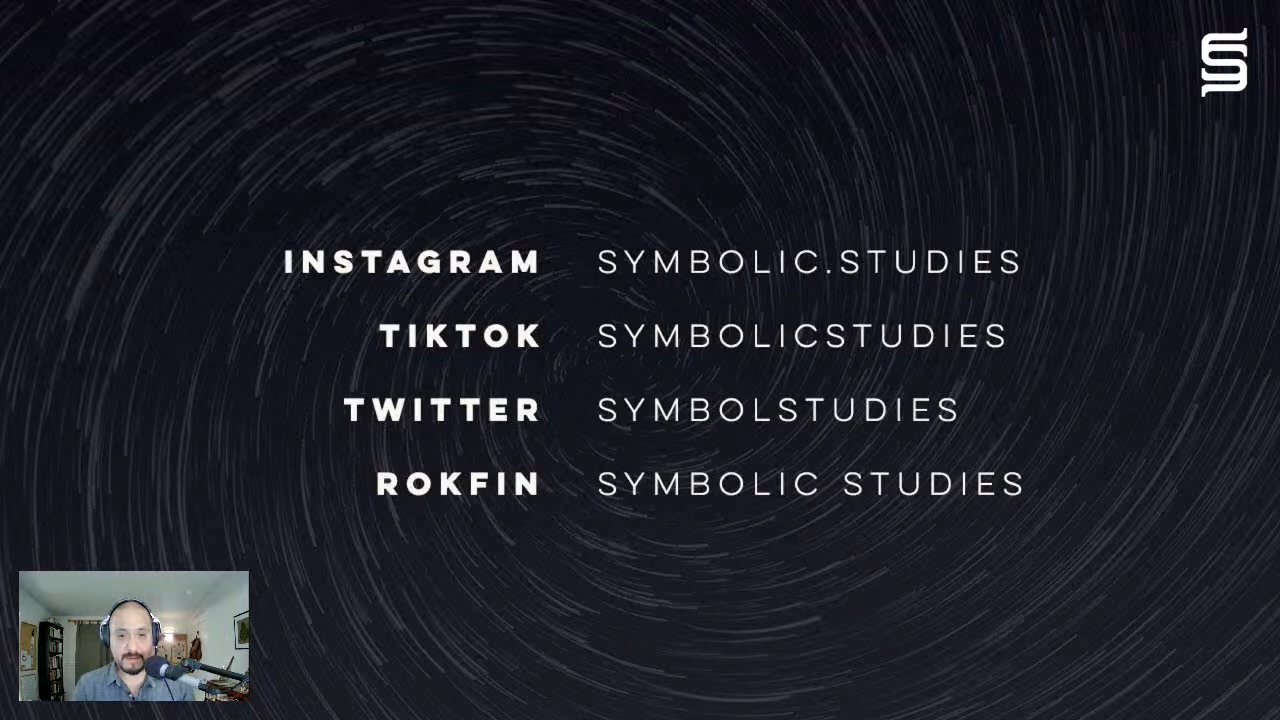 INSTAGRAM SYMBOLIC.STUDIES
TIKTOK SYMBOLICSTUDIES
TWITTER SYMBOLSTUDIES
ROKFIN SYMBOLIC STUDIES